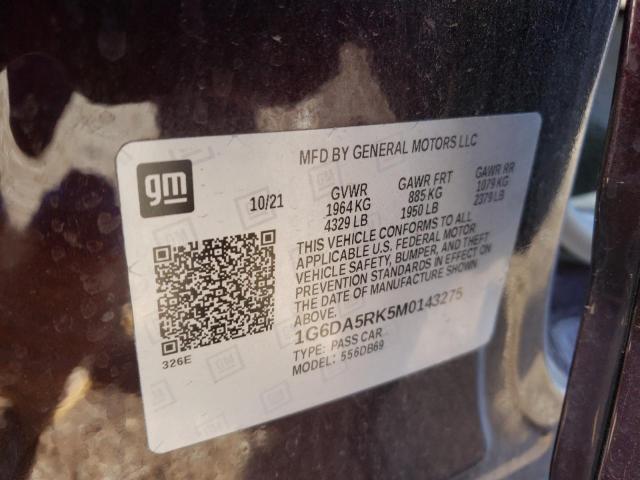 MFD BY GENERAL MOTORS LLC
gm
10/21
GVWR
1964 KG
4329 LB
GAWR FRT
885 KG
1950 LB
GAWR RR
1079 KG
2379 LB
THIS VEHICLE CONFORMS TO ALL
APPLICABLE U.S. FEDERAL MOTOR
VEHICLE SAFETY, BUMPER, AND THEFT
PREVENTION STANDARDS IN EFFECT ON
THE DATE OF MANUFACTURE SHOWN
ABOVE.
1G6DA5RK5M0143275
TYPE: PASS CAR
MODEL: 556DB69
326E